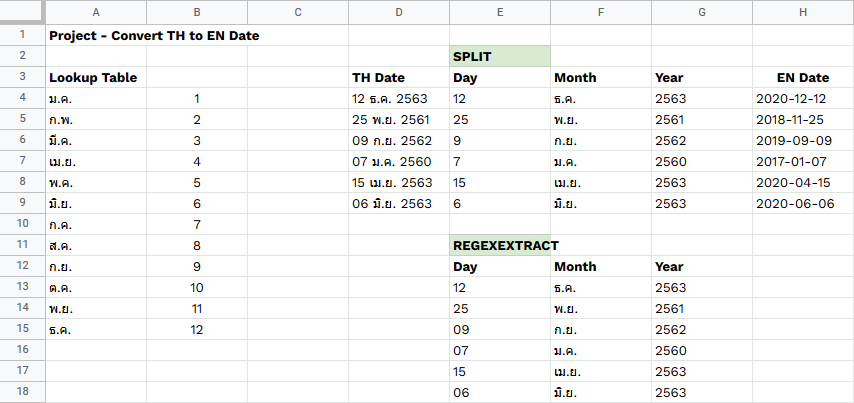 A B C D E F G H
1 Project - Convert TH to EN Date
2 SPLIT
3 Lookup Table TH Date Day Month Year EN Date
4 ม.ค. 1 12 ธ.ค. 2563 12 ธ.ค. 2563 2020-12-12
5 ก.พ. 2 25 พ.ย. 2561 25 พ.ย. 2561 2018-11-25
6 มี.ค. 3 09 ก.ย. 2562 9 ก.ย. 2562 2019-09-09
7 เม.ย. 4 07 ม.ค. 2560 7 ม.ค. 2560 2017-01-07
8 พ.ค. 5 15 เม.ย. 2563 15 เม.ย. 2563 2020-04-15
9 มิ.ย. 6 06 มิ.ย. 2563 6 มิ.ย. 2563 2020-06-06
10 ก.ค. 7
11 ส.ค. 8 REGEXEXTRACT
12 ก.ย. 9 Day Month Year
13 ต.ค. 10 12 ธ.ค. 2563
14 พ.ย. 11 25 พ.ย. 2561
15 ธ.ค. 12 09 ก.ย. 2562
16 07 ม.ค. 2560
17 15 เม.ย. 2563
18 06 มิ.ย. 2563